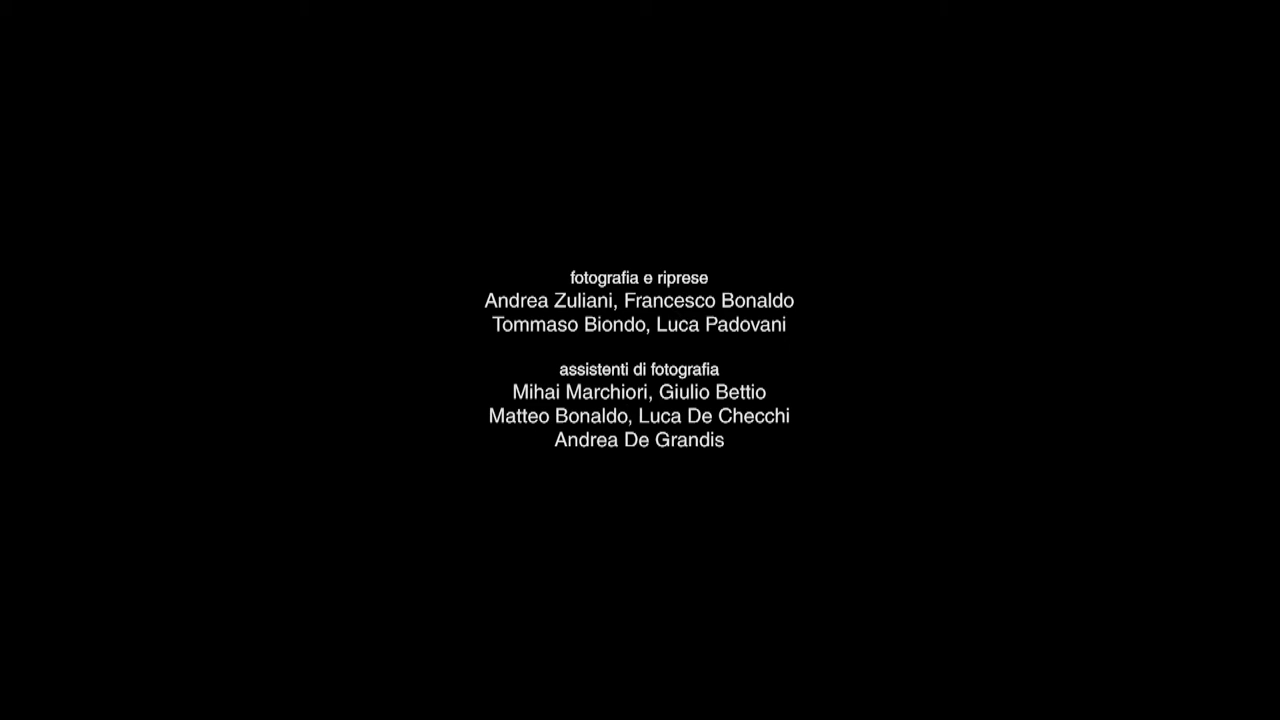 fotografia e riprese
Andrea Zuliani, Francesco Bonaldo
Tommaso Biondo, Luca Padovani
assistenti di fotografia
Mihai Marchiori, Giulio Bettio
Matteo Bonaldo, Luca De Checchi
Andrea De Grandis